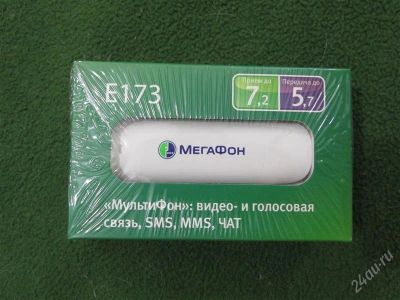 E173
Приём до
7,2
Передача до
5,7
МЕГАФОН
«МультиФон»: видео- и голосовая
связь, SMS, MMS, ЧАТ
24au.ru